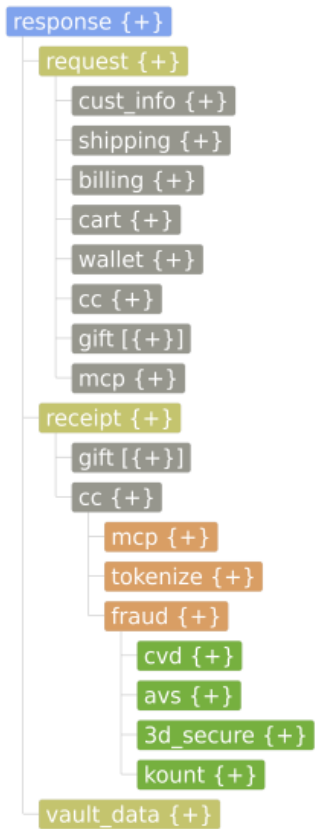 response {+}
request {+}
cust_info {+}
shipping {+}
billing {+}
cart {+}
wallet {+}
cc {+}
gift [{+}]
mcp {+}
receipt {+}
gift [{+}]
cc {+}
mcp {+}
tokenize {+}
fraud {+}
cvd {+}
avs {+}
3d_secure {+}
kount {+}
vault_data {+}